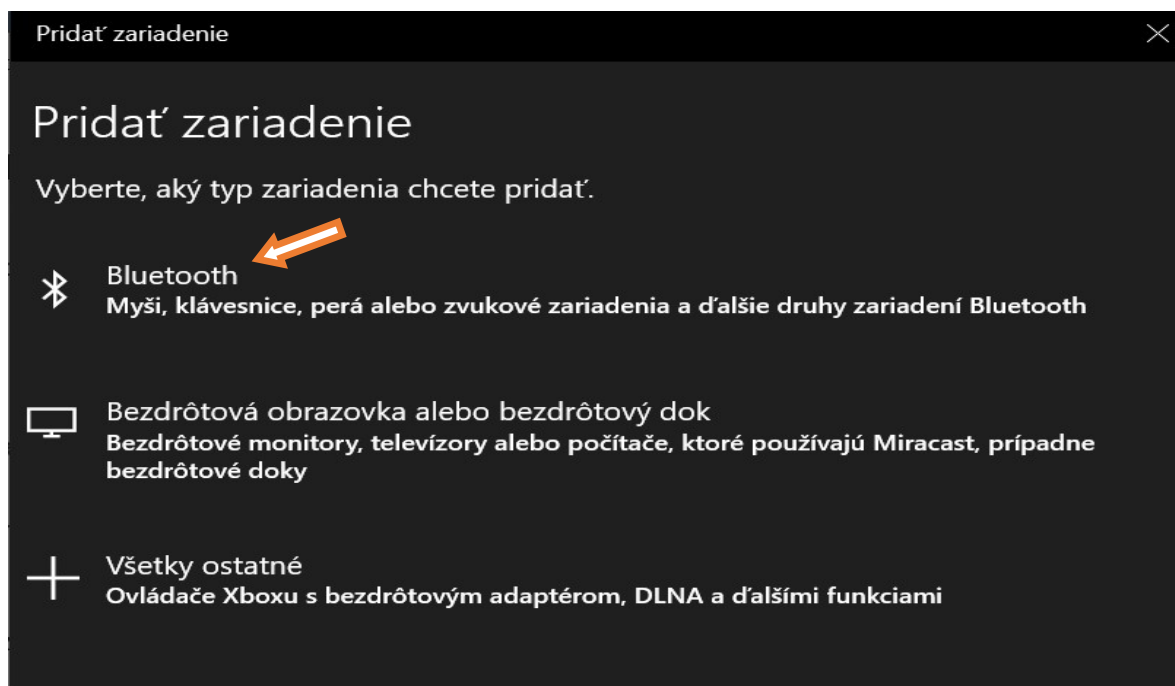 Pridať zariadenie
Pridať zariadenie
Vyberte, aký typ zariadenia chcete pridať.
Bluetooth
Myši, klávesnice, perá alebo zvukové zariadenia a ďalšie druhy zariadení Bluetooth
Bezdrôtová obrazovka alebo bezdrôtový dok
Bezdrôtové monitory, televízory alebo počítače, ktoré používajú Miracast, prípadne
bezdrôtové doky
Všetky ostatné
Ovládače Xboxu s bezdrôtovým adaptérom, DLNA a ďalšími funkciami